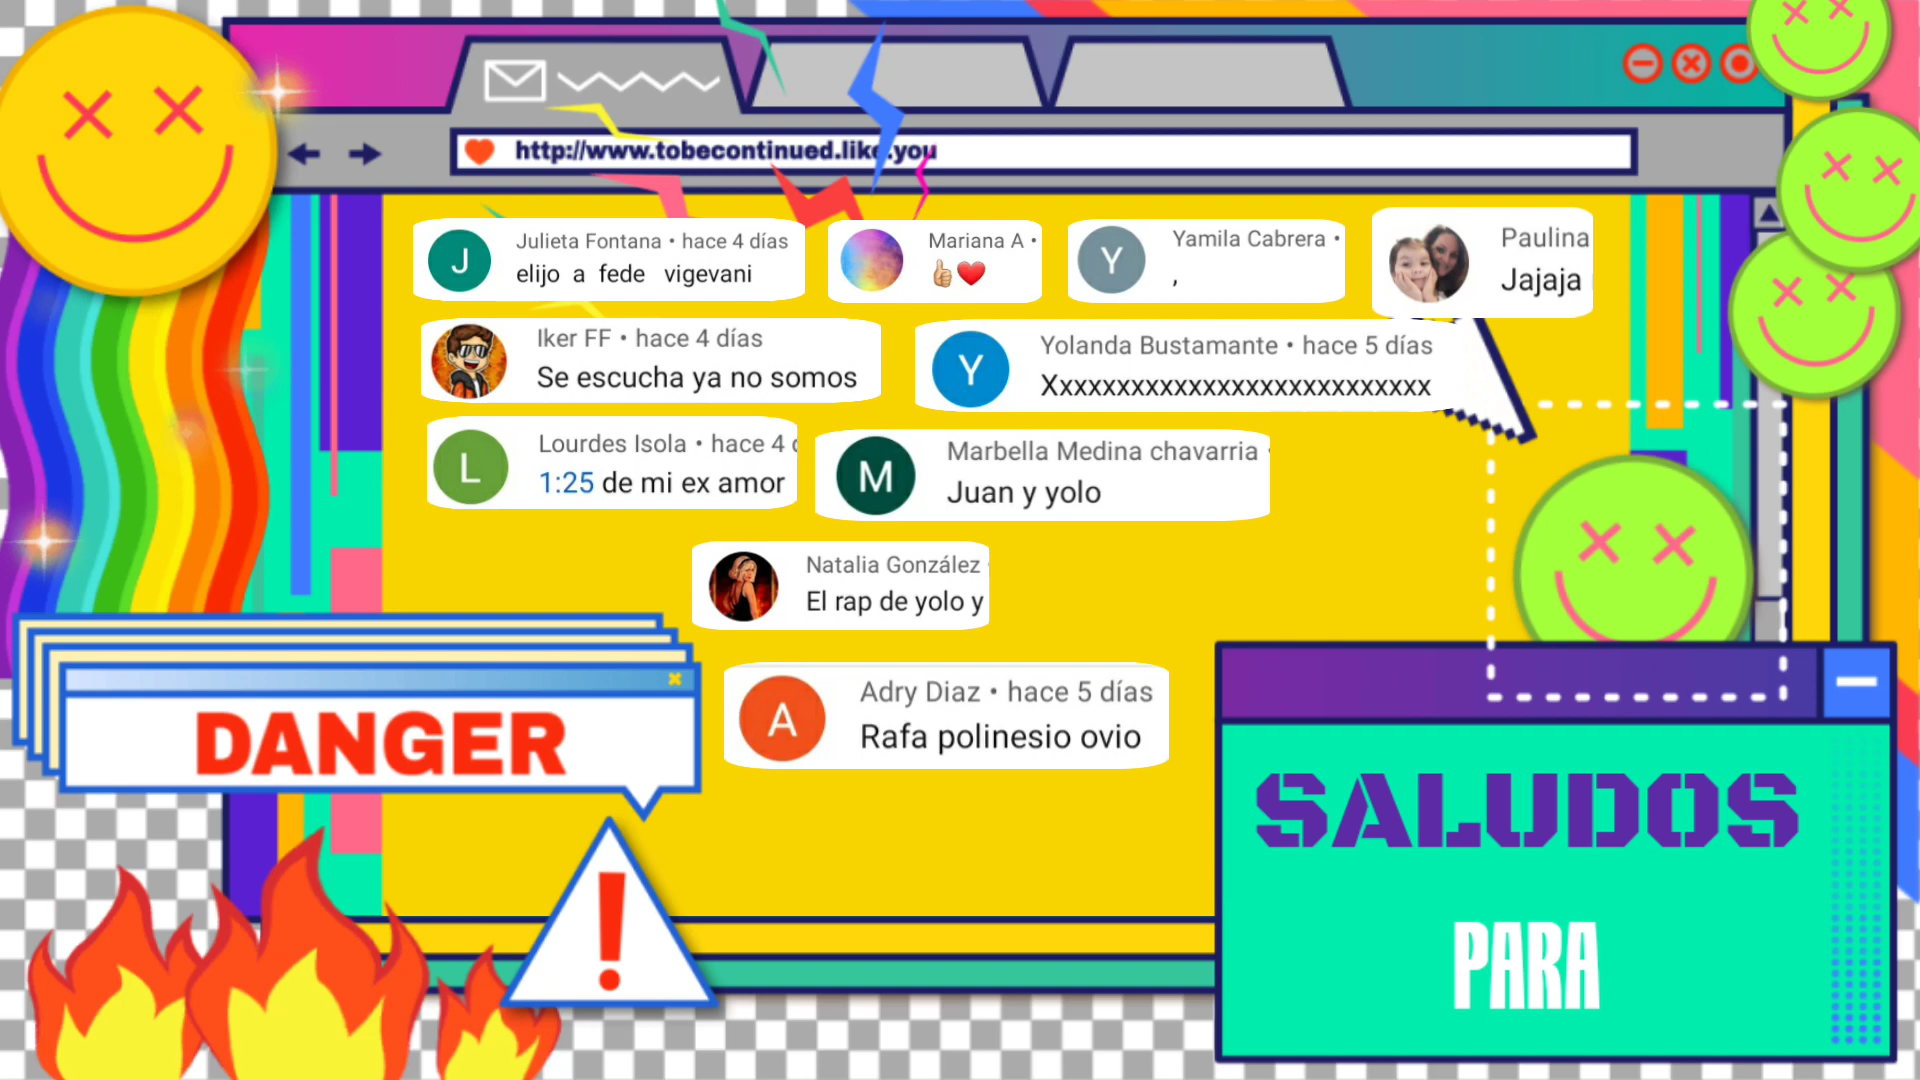 http://www.tobecontinued.like.you
Julieta Fontana • hace 4 días
elijo a fede vigevani
Mariana A •
👍🏼❤️
Yamila Cabrera •
,
Paulina
Jajaja
Iker FF • hace 4 días
Se escucha ya no somos
Yolanda Bustamante • hace 5 días
Xxxxxxxxxxxxxxxxxxxxxxxxxxx
Lourdes Isola • hace 4
1:25 de mi ex amor
Marbella Medina chavarria
Juan y yolo
Natalia González
El rap de yolo y
Adry Diaz • hace 5 días
Rafa polinesio ovio
DANGER
!
SALUDOS
PARA
J
Y
Y
L
M
A